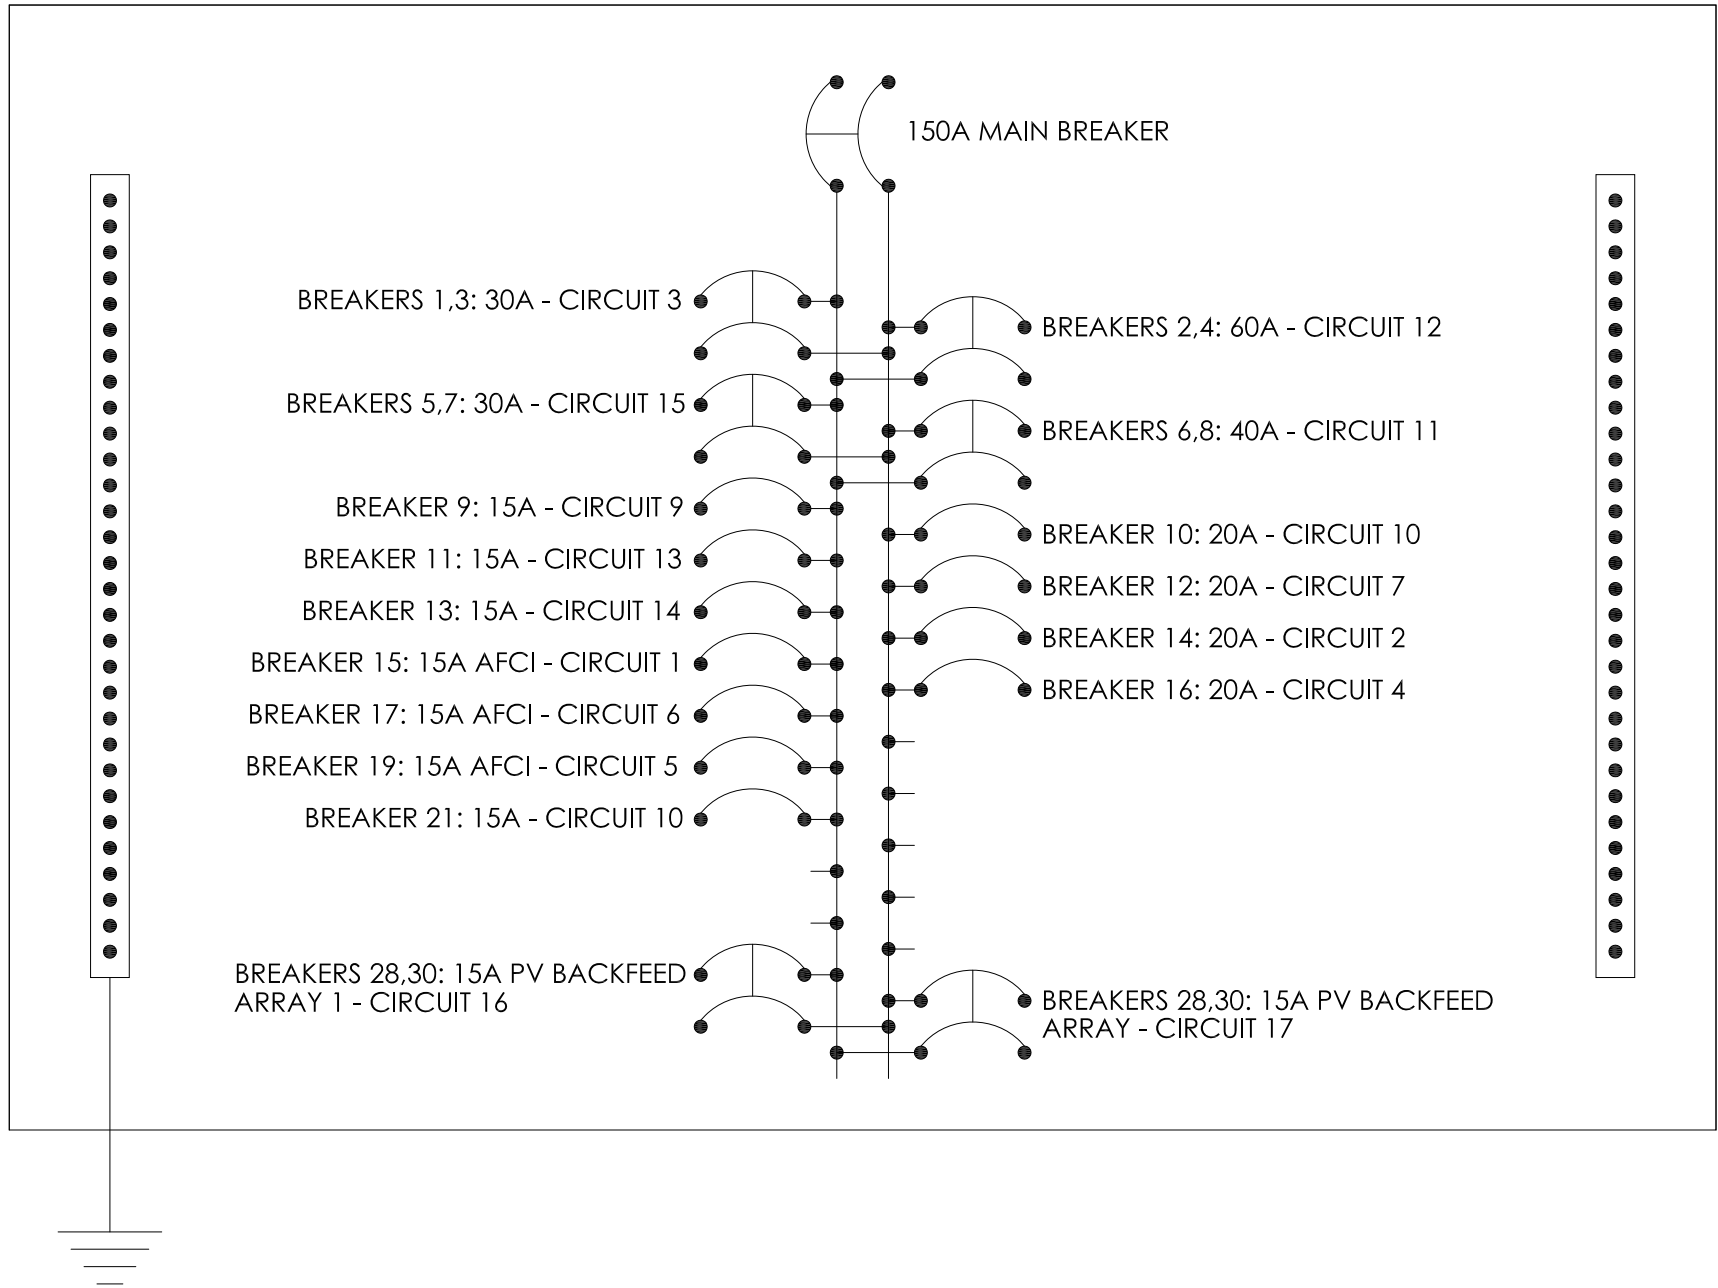 150A MAIN BREAKER
BREAKERS 1,3: 30A - CIRCUIT 3
BREAKERS 2,4: 60A - CIRCUIT 12
BREAKERS 5,7: 30A - CIRCUIT 15
BREAKERS 6,8: 40A - CIRCUIT 11
BREAKER 9: 15A - CIRCUIT 9
BREAKER 10: 20A - CIRCUIT 10
BREAKER 11: 15A - CIRCUIT 13
BREAKER 12: 20A - CIRCUIT 7
BREAKER 13: 15A - CIRCUIT 14
BREAKER 14: 20A - CIRCUIT 2
BREAKER 15: 15A AFCI - CIRCUIT 1
BREAKER 16: 20A - CIRCUIT 4
BREAKER 17: 15A AFCI - CIRCUIT 6
BREAKER 19: 15A AFCI - CIRCUIT 5
BREAKER 21: 15A - CIRCUIT 10
BREAKERS 28,30: 15A PV BACKFEED
ARRAY 1 - CIRCUIT 16
BREAKERS 28,30: 15A PV BACKFEED
ARRAY - CIRCUIT 17